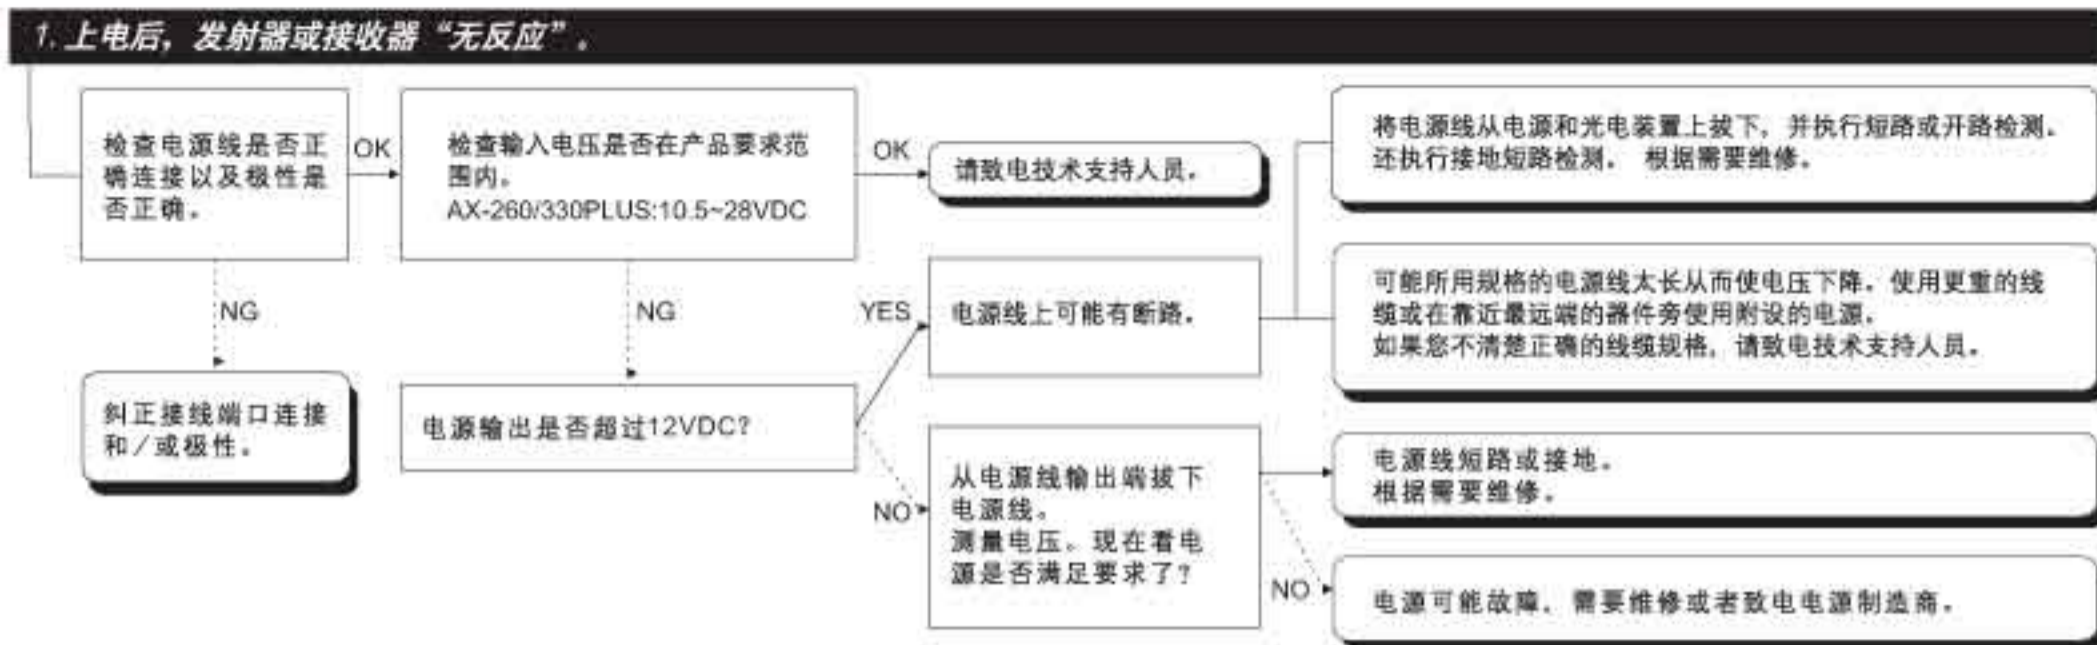 1. 上电后，发射器或接收器“无反应”。
检查电源线是否正
确连接以及极性是
否正确。
OK
检查输入电压是否在产品要求范
围内。
AX-260/330PLUS:10.5~28VDC
OK
请致电技术支持人员。
将电源线从电源和光电装置上拔下，并执行短路或开路检测。
还执行接地短路检测。 根据需要维修。
NG
纠正接线端口连接
和/或极性。
NG
电源输出是否超过12VDC?
YES
电源线上可能有断路。
可能所用规格的电源线太长从而使电压下降。使用更重的线
缆或在靠近最远端的器件旁使用附设的电源。
如果您不清楚正确的线缆规格，请致电技术支持人员。
NO
从电源线输出端拔下
电源线。
测量电压。现在看电
源是否满足要求了?
电源线短路或接地。
根据需要维修。
NO
电源可能故障，需要维修或者致电电源制造商。